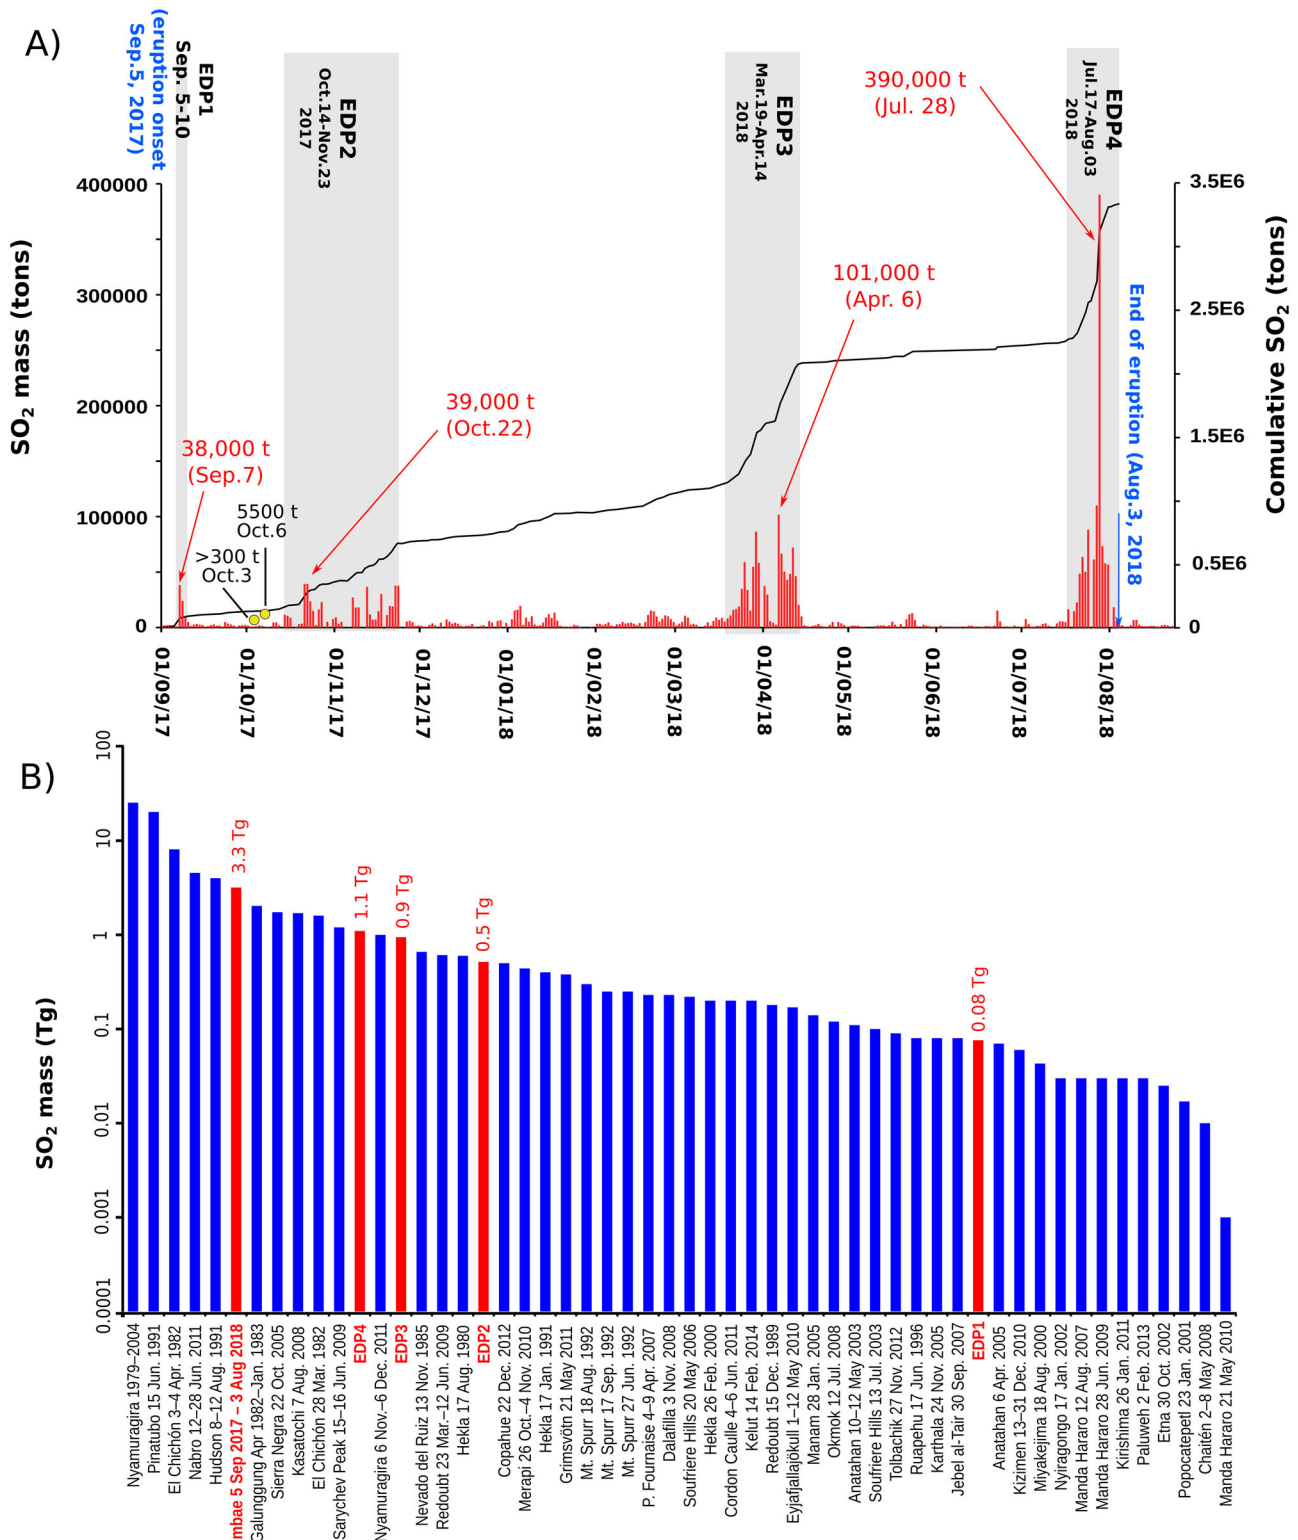 A)
(eruption onset
Sep.5, 2017)
EDP1
Sep. 5-10
EDP2
Oct.14-Nov.23
2017
EDP3
Mar.19-Apr.14
2018
EDP4
Jul.17-Aug.03
2018
390,000 t
(Jul. 28)
101,000 t
(Apr. 6)
39,000 t
(Oct.22)
38,000 t
(Sep.7)
5500 t
Oct.6
>300 t
Oct.3
End of eruption (Aug.3, 2018
SO2 mass (tons)
400000
300000
200000
100000
0
Comulative SO2 (tons)
3.5E6
2.5E6
1.5E6
0.5E6
0
01/09/17
01/10/17
01/11/17
01/12/17
01/01/18
01/02/18
01/03/18
01/04/18
01/05/18
01/06/18
01/07/18
01/08/18
B)
SO2 mass (Tg)
100
10
1
0.1
0.01
0.001
0.0001
3.3 Tg
1.1 Tg
0.9 Tg
0.5 Tg
0.08 Tg
Nyamuragira 1979–2004
Pinatubo 15 Jun. 1991
El Chichón 3–4 Apr. 1982
Nabro 12–28 Jun. 2011
Hudson 8–12 Aug. 1991
mbae 5 Sep 2017 – 3 Aug 2018
Galunggung Apr 1982–Jan. 1983
Sierra Negra 22 Oct. 2005
Kasatochi 7 Aug. 2008
El Chichón 28 Mar. 1982
Sarychev Peak 15–16 Jun. 2009
EDP4
Nyamuragira 6 Nov.–6 Dec. 2011
EDP3
Nevado del Ruiz 13 Nov. 1985
Redoubt 23 Mar.–12 Jun. 2009
Hekla 17 Aug. 1980
EDP2
Copahue 22 Dec. 2012
Merapi 26 Oct.–4 Nov. 2010
Hekla 17 Jan. 1991
Grimsvötn 21 May 2011
Mt. Spurr 18 Aug. 1992
Mt. Spurr 17 Sep. 1992
Mt. Spurr 27 Jun. 1992
P. Fournaise 4–9 Apr. 2007
Dalafilla 3 Nov. 2008
Soufriere Hills 20 May 2006
Hekla 26 Feb. 2000
Cordon Caulle 4–6 Jun. 2011
Kelut 14 Feb. 2014
Redoubt 15 Dec. 1989
Eyjafjallajökull 1–12 May 2010
Manam 28 Jan. 2005
Okmok 12 Jul. 2008
Anatahan 10–12 May 2003
Soufriere Hills 13 Jul. 2003
Tolbachik 27 Nov. 2012
Ruapehu 17 Jun. 1996
Karthala 24 Nov. 2005
Jebel al-Tair 30 Sep. 2007
EDP1
Anatahan 6 Apr. 2005
Kizimen 13–31 Dec. 2010
Miyakejima 18 Aug. 2000
Nyiragongo 17 Jan. 2002
Manda Hararo 12 Aug. 2007
Manda Hararo 28 Jun. 2009
Kirishima 26 Jan. 2011
Paluweh 2 Feb. 2013
Etna 30 Oct. 2002
Popocatepetl 23 Jan. 2001
Chaitén 2–8 May 2008
Manda Hararo 21 May 2010